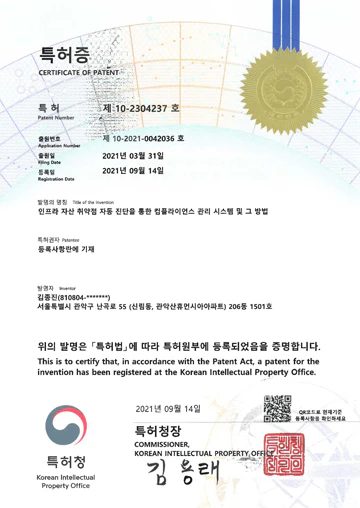 특허증
CERTIFICATE OF PATENT
특 허 제 10-2304237 호
Patent Number
출원번호 제 10-2021-0042036 호
Application Number
출원일 2021년 03월 31일
Filing Date
등록일 2021년 09월 14일
Registration Date
발명의 명칭 Title of the Invention
인프라 자산 취약점 자동 진단을 통한 컴플라이언스 관리 시스템 및 그 방법
특허권자 Patentee
등록사항란에 기재
발명자 Inventor
김종진(810804-*******)
서울특별시 관악구 난곡로 55 (신림동, 관악산휴먼시아아파트) 206동 1501호
위의 발명은 「특허법」에 따라 특허원부에 등록되었음을 증명합니다.
This is to certify that, in accordance with the Patent Act, a patent for the
invention has been registered at the Korean Intellectual Property Office.
2021년 09월 14일
QR코드로 현재기준
등록사항을 확인하세요
특허청장
COMMISSIONER,
KOREAN INTELLECTUAL PROPERTY OFFICE
김용래
특허청
Korean Intellectual
Property Office